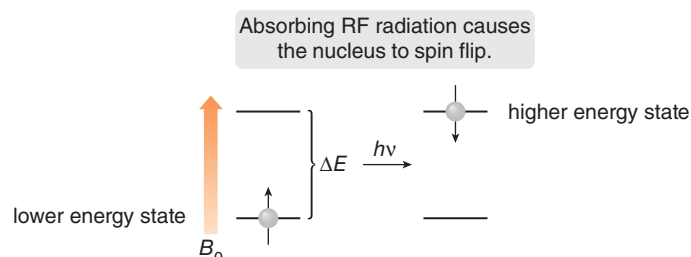 Absorbing RF radiation causes
the nucleus to spin flip.
higher energy state
ΔE
hν
lower energy state
B₀